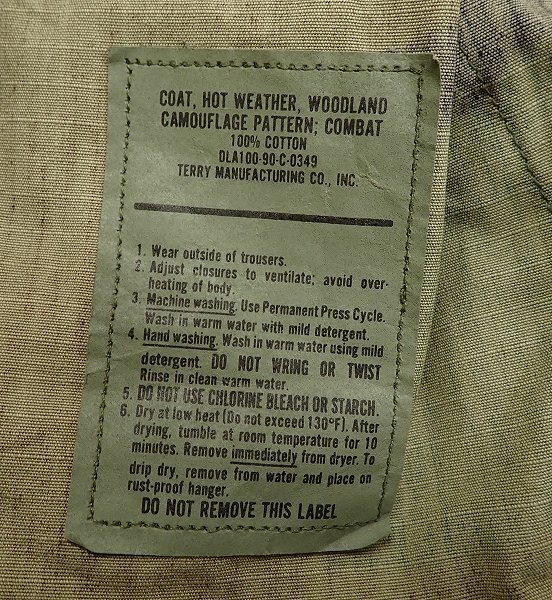 COAT, HOT WEATHER, WOODLAND
CAMOUFLAGE PATTERN; COMBAT
100% COTTON
DLA100-90-C-0349
TERRY MANUFACTURING CO., INC.
1. Wear outside of trousers.
2. Adjust closures to ventilate; avoid over-
heating of body.
3. Machine washing. Use Permanent Press Cycle.
Wash in warm water with mild detergent.
4. Hand washing. Wash in warm water using mild
detergent. DO NOT WRING OR TWIST
Rinse in clean warm water.
5. DO NOT USE CHLORINE BLEACH OR STARCH.
6. Dry at low heat (Do not exceed 130°F). After
drying, tumble at room temperature for 10
minutes. Remove immediately from dryer. To
drip dry, remove from water and place on
rust-proof hanger.
DO NOT REMOVE THIS LABEL